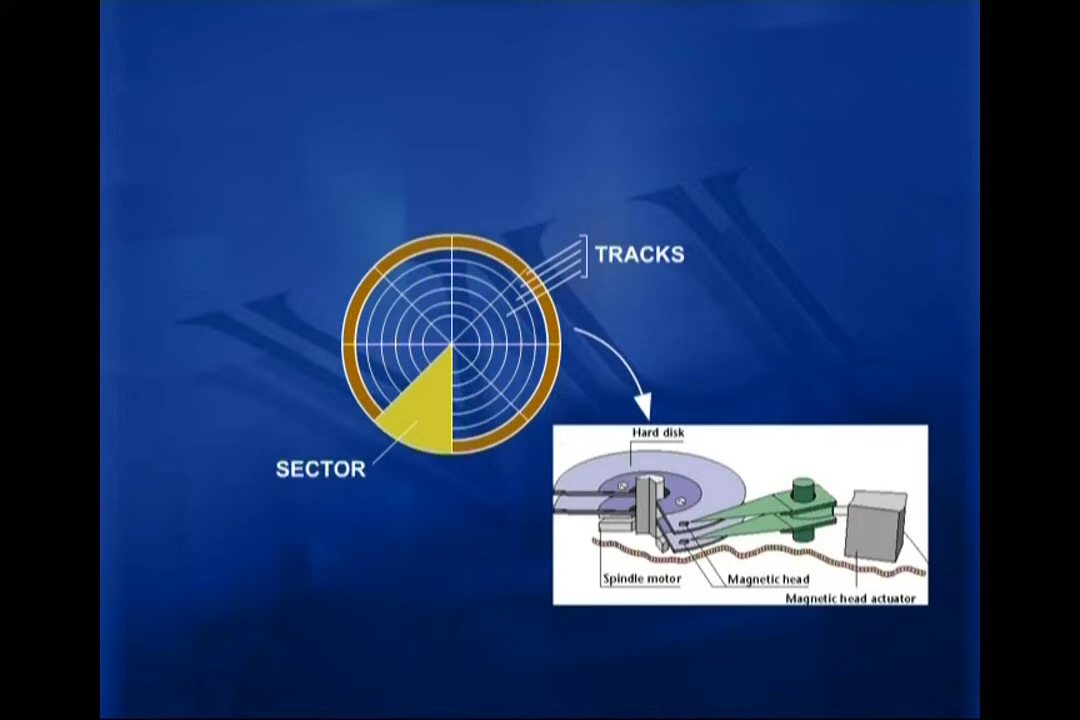 TRACKS
SECTOR
Hard disk
Spindle motor
Magnetic head
Magnetic head actuator